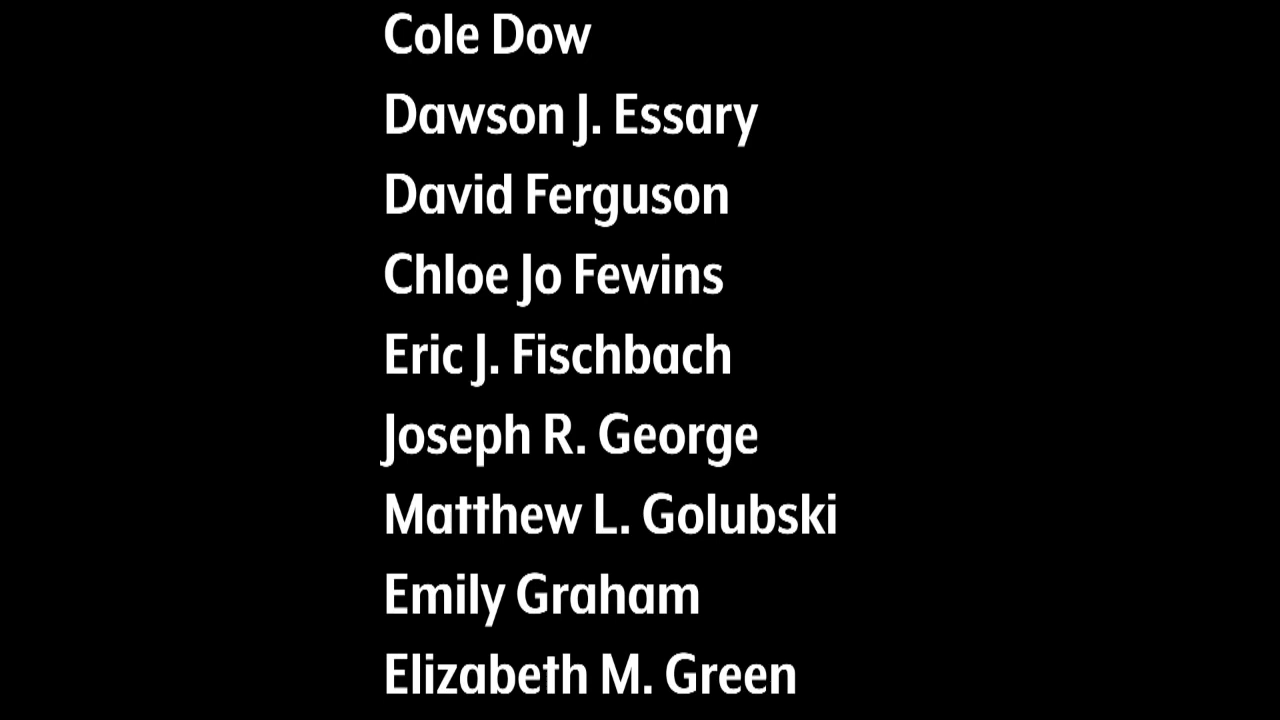 Cole Dow
Dawson J. Essary
David Ferguson
Chloe Jo Fewins
Eric J. Fischbach
Joseph R. George
Matthew L. Golubski
Emily Graham
Elizabeth M. Green